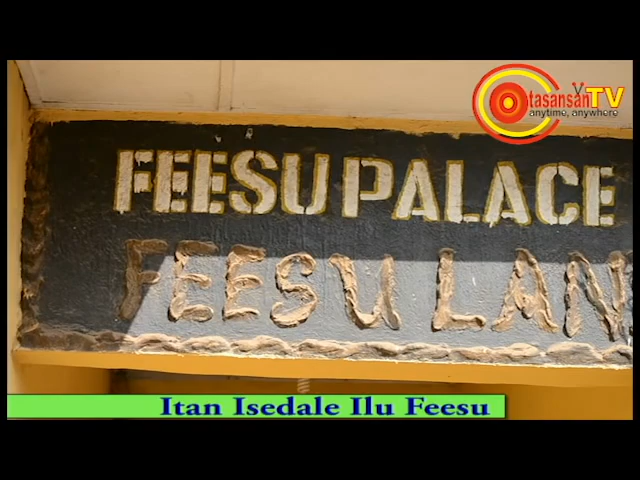 tasansanTV
anytime, anywhere
FEESU PALACE
FEESU LAN
Itan Isedale Ilu Feesu